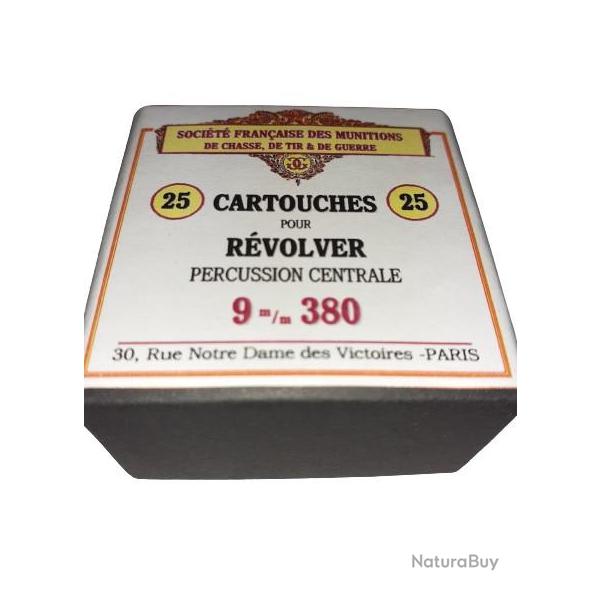 SOCIÉTÉ FRANÇAISE DES MUNITIONS
DE CHASSE, DE TIR & DE GUERRE
25 CARTOUCHES 25
POUR
RÉVOLVER
PERCUSSION CENTRALE
9 m/m 380
30, Rue Notre Dame des Victoires -PARIS
NaturaBuy